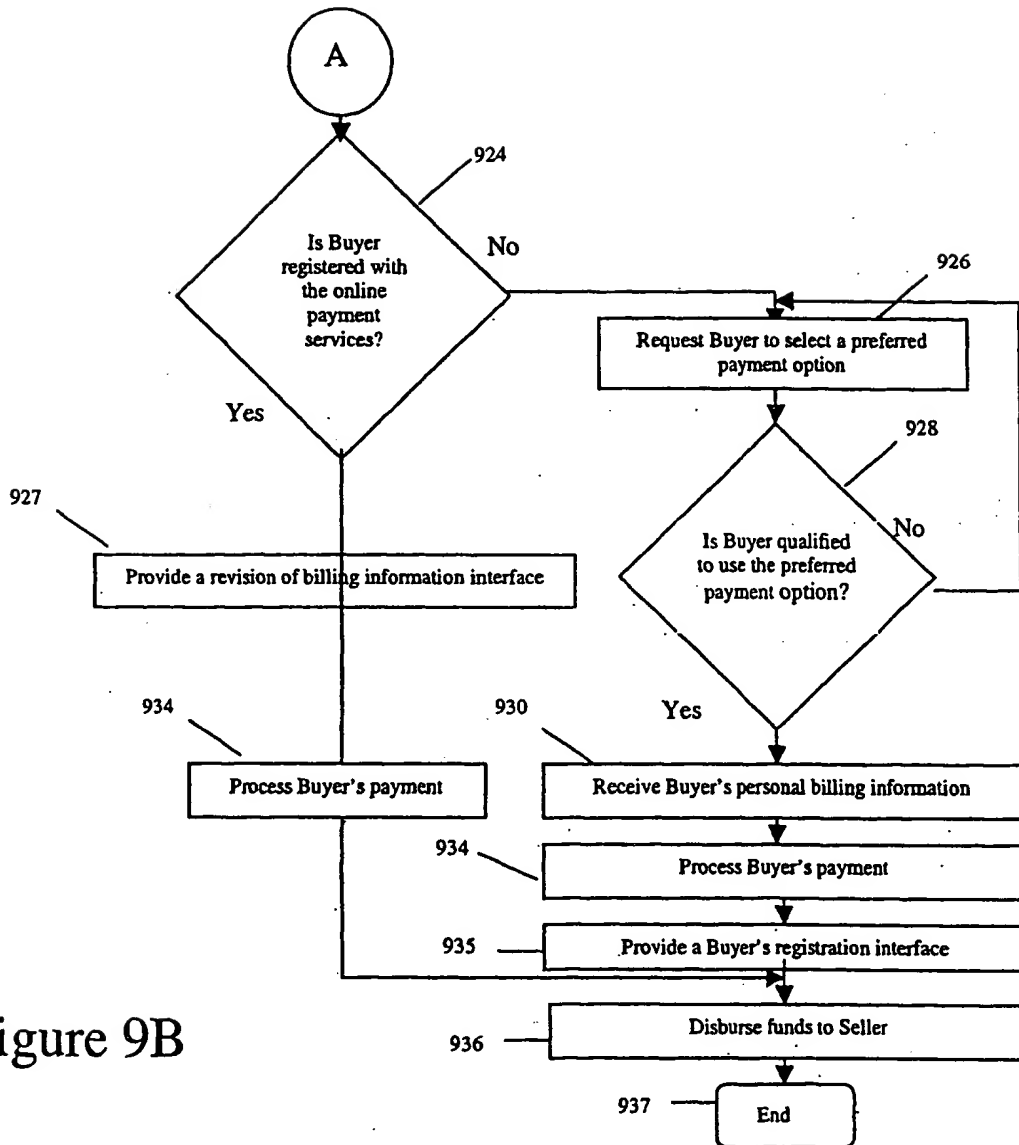 A
924
Is Buyer
registered with
the online
payment
services?
No
Yes
926
Request Buyer to select a preferred
payment option
928
Is Buyer qualified
to use the preferred
payment option?
No
Yes
927
Provide a revision of billing information interface
934
Process Buyer's payment
930
Receive Buyer's personal billing information
934
Process Buyer's payment
935
Provide a Buyer's registration interface
936
Disburse funds to Seller
937
End
igure 9B